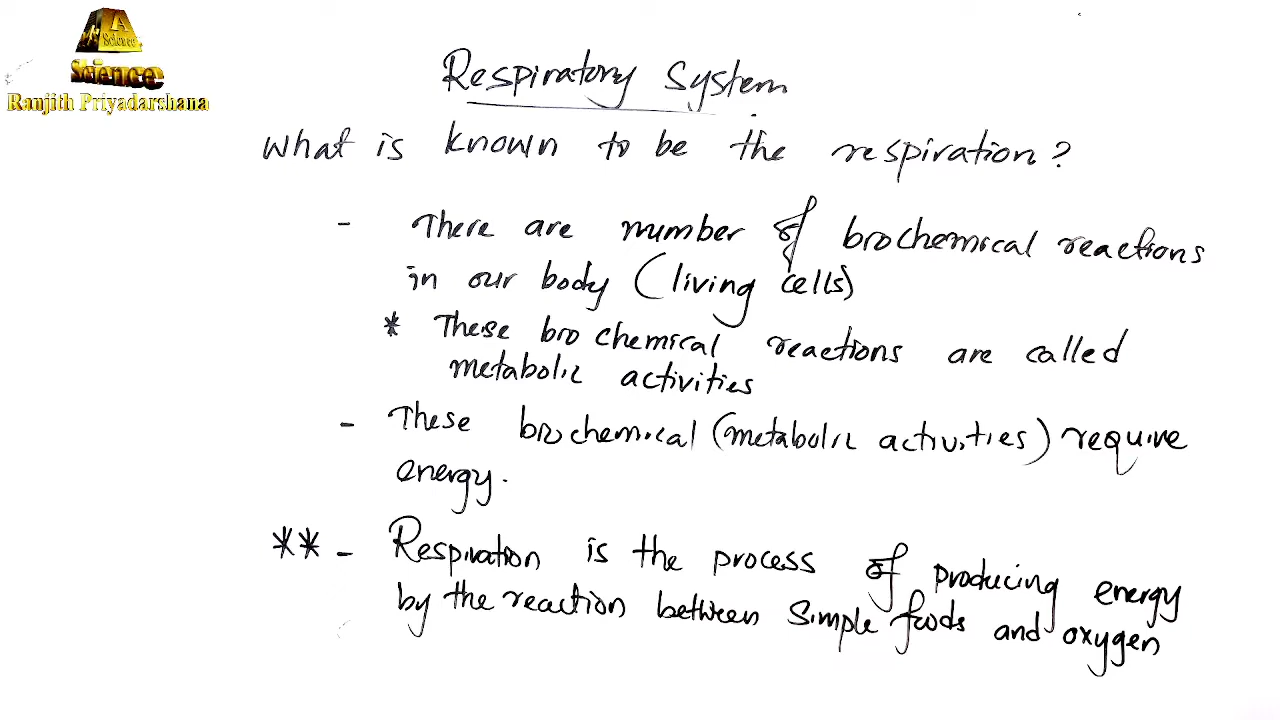 A
My Science
Science
Ranjith Priyadarshana
Respiratory System
What is known to be the respiration?
- There are number of biochemical reactions
in our body (living cells)
* These bio chemical reactions are called
metabolic activities
- These biochemical (metabolic activities) require
energy.
** - Respiration is the process of producing energy
by the reaction between simple foods and oxygen